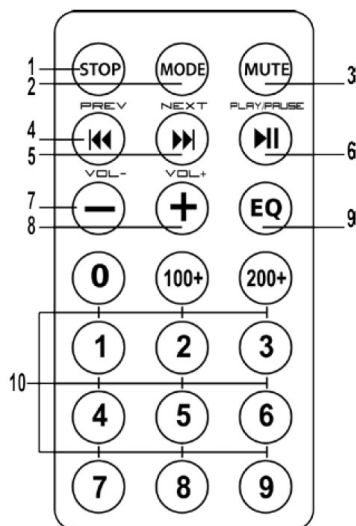 1 STOP MODE MUTE 3
2
PREV NEXT PLAY/PAUSE
4
5 6
VOL- VOL+
7 EQ 9
8
0 100+ 200+
1 2 3
10
4 5 6
7 8 9